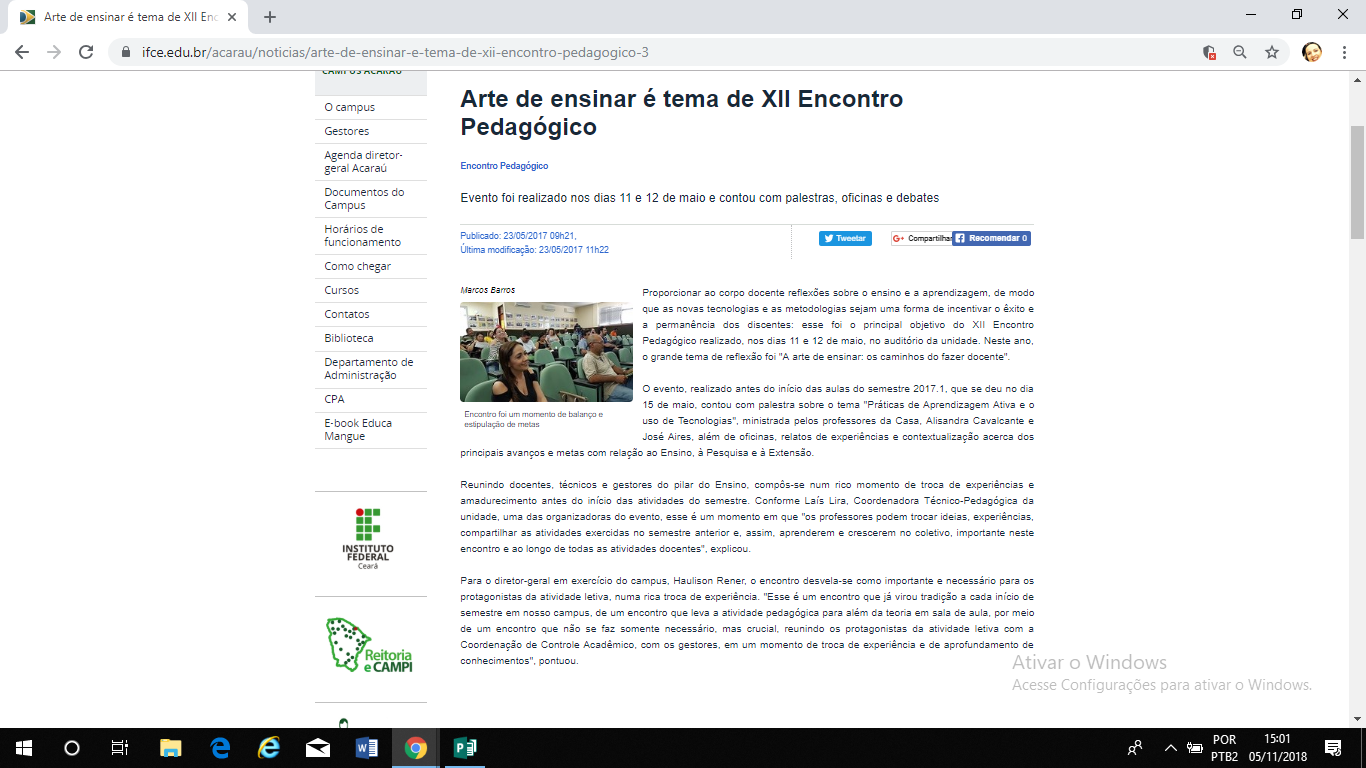 Arte de ensinar é tema de XII Enc
ifce.edu.br/acarau/noticias/arte-de-ensinar-e-tema-de-xii-encontro-pedagogico-3
CAMPUS ACARAÚ
O campus
Gestores
Agenda diretor-
geral Acaraú
Documentos do
Campus
Horários de
funcionamento
Como chegar
Cursos
Contatos
Biblioteca
Departamento de
Administração
CPA
E-book Educa
Mangue
INSTITUTO
FEDERAL
Ceará
Reitoria
e CAMPI
Arte de ensinar é tema de XII Encontro
Pedagógico
Encontro Pedagógico
Evento foi realizado nos dias 11 e 12 de maio e contou com palestras, oficinas e debates
Publicado: 23/05/2017 09h21,
Última modificação: 23/05/2017 11h22
Tweetar
G+ Compartilhar
Recomendar 0
Marcos Barros
Encontro foi um momento de balanço e
estipulação de metas
Proporcionar ao corpo docente reflexões sobre o ensino e a aprendizagem, de modo
que as novas tecnologias e as metodologias sejam uma forma de incentivar o êxito e
a permanência dos discentes: esse foi o principal objetivo do XII Encontro
Pedagógico realizado, nos dias 11 e 12 de maio, no auditório da unidade. Neste ano,
o grande tema de reflexão foi "A arte de ensinar: os caminhos do fazer docente".
O evento, realizado antes do início das aulas do semestre 2017.1, que se deu no dia
15 de maio, contou com palestra sobre o tema "Práticas de Aprendizagem Ativa e o
uso de Tecnologias", ministrada pelos professores da Casa, Alisandra Cavalcante e
José Aires, além de oficinas, relatos de experiências e contextualização acerca dos
principais avanços e metas com relação ao Ensino, à Pesquisa e à Extensão.
Reunindo docentes, técnicos e gestores do pilar do Ensino, compôs-se num rico momento de troca de experiências e
amadurecimento antes do início das atividades do semestre. Conforme Laís Lira, Coordenadora Técnico-Pedagógica da
unidade, uma das organizadoras do evento, esse é um momento em que "os professores podem trocar ideias, experiências,
compartilhar as atividades exercidas no semestre anterior e, assim, aprenderem e crescerem no coletivo, importante neste
encontro e ao longo de todas as atividades docentes", explicou.
Para o diretor-geral em exercício do campus, Haulison Rener, o encontro desvela-se como importante e necessário para os
protagonistas da atividade letiva, numa rica troca de experiência. "Esse é um encontro que já virou tradição a cada início de
semestre em nosso campus, de um encontro que leva a atividade pedagógica para além da teoria em sala de aula, por meio
de um encontro que não se faz somente necessário, mas crucial, reunindo os protagonistas da atividade letiva com a
Coordenação de Controle Acadêmico, com os gestores, em um momento de troca de experiência e de aprofundamento de
conhecimentos", pontuou.
Ativar o Windows
Acesse Configurações para ativar o Windows.
POR
PTB2
15:01
05/11/2018